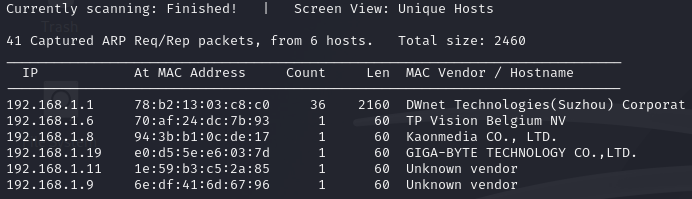 Currently scanning: Finished!   |   Screen View: Unique Hosts
Trash
41 Captured ARP Req/Rep packets, from 6 hosts.   Total size: 2460
IP            At MAC Address     Count     Len  MAC Vendor / Hostname
192.168.1.1     78:b2:13:03:c8:c0     36    2160  DWnet Technologies(Suzhou) Corporat
192.168.1.6     70:af:24:dc:7b:93      1      60  TP Vision Belgium NV
192.168.1.8     94:3b:b1:0c:de:17      1      60  Kaonmedia CO., LTD.
192.168.1.19    e0:d5:5e:e6:03:7d      1      60  GIGA-BYTE TECHNOLOGY CO.,LTD.
192.168.1.11    1e:59:b3:c5:2a:85      1      60  Unknown vendor
192.168.1.9     6e:df:41:6d:67:96      1      60  Unknown vendor